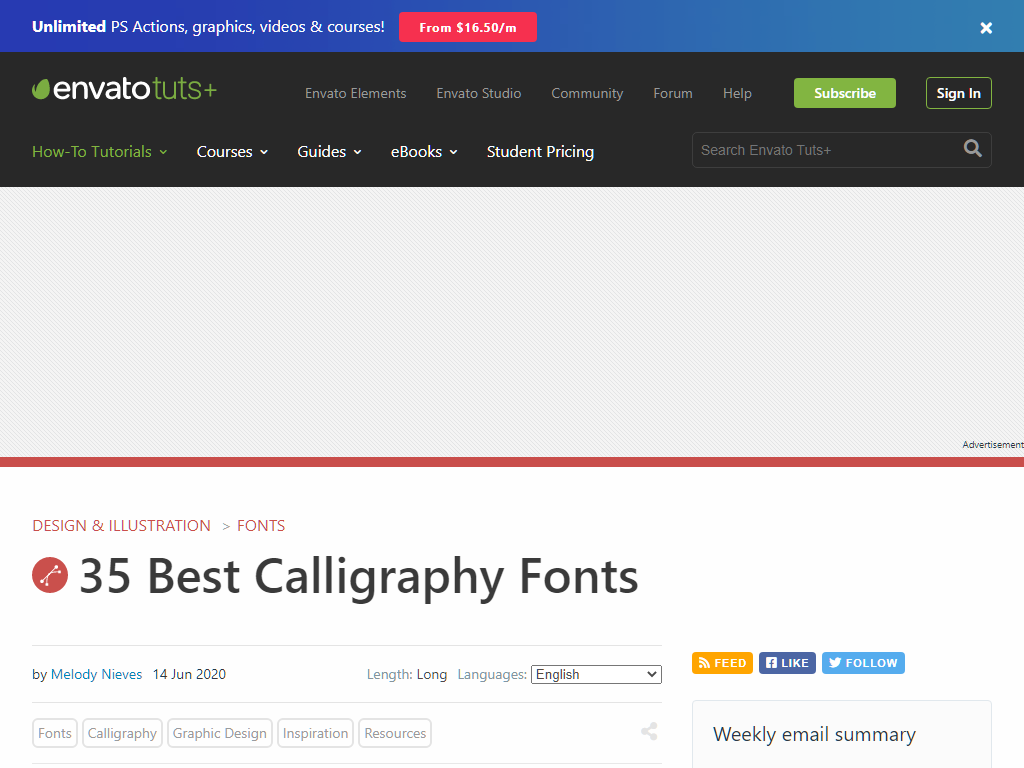 Unlimited PS Actions, graphics, videos & courses! From $16.50/m
envatotuts+ Envato Elements Envato Studio Community Forum Help Subscribe Sign In
How-To Tutorials Courses Guides eBooks Student Pricing Search Envato Tuts+
Advertisement
DESIGN & ILLUSTRATION > FONTS
35 Best Calligraphy Fonts
by Melody Nieves 14 Jun 2020 Length: Long Languages: English
FEED LIKE FOLLOW
Fonts Calligraphy Graphic Design Inspiration Resources
Weekly email summary